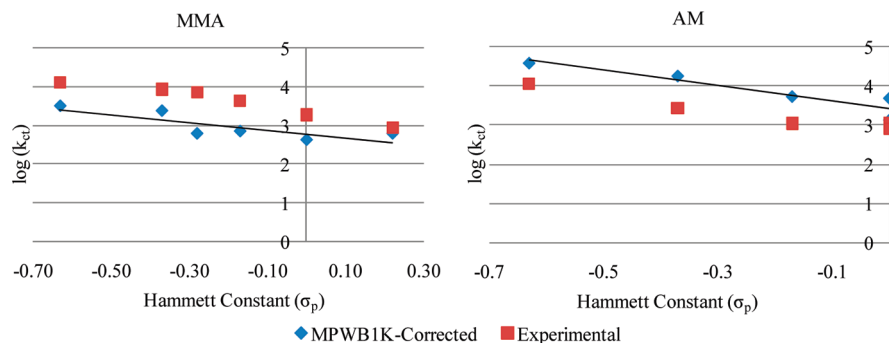 MMA
5
4
3
2
1
0
log (kct)
-0.70 -0.50 -0.30 -0.10 0.10 0.30
Hammett Constant (σp)
AM
5
4
3
2
1
0
log (kct)
-0.7 -0.5 -0.3 -0.1
Hammett Constant (σp)
MPWB1K-Corrected Experimental